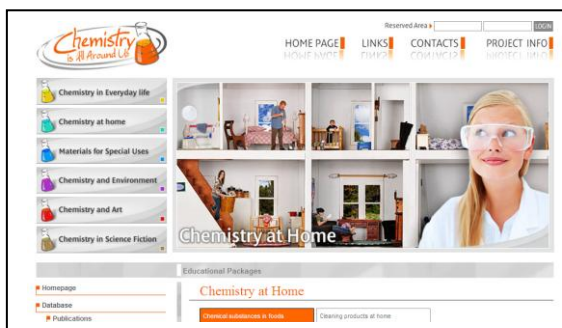 Chemistry
is All Around Us
Reserved Area
LOGIN
HOME PAGE LINKS CONTACTS PROJECT INFO
Chemistry in Everyday life
Chemistry at home
Materials for Special Uses
Chemistry and Environment
Chemistry and Art
Chemistry in Science Fiction
Chemistry at Home
Educational Packages
Homepage
Database
Publications
Chemistry at Home
Chemical substances in foods
Cleaning products at home